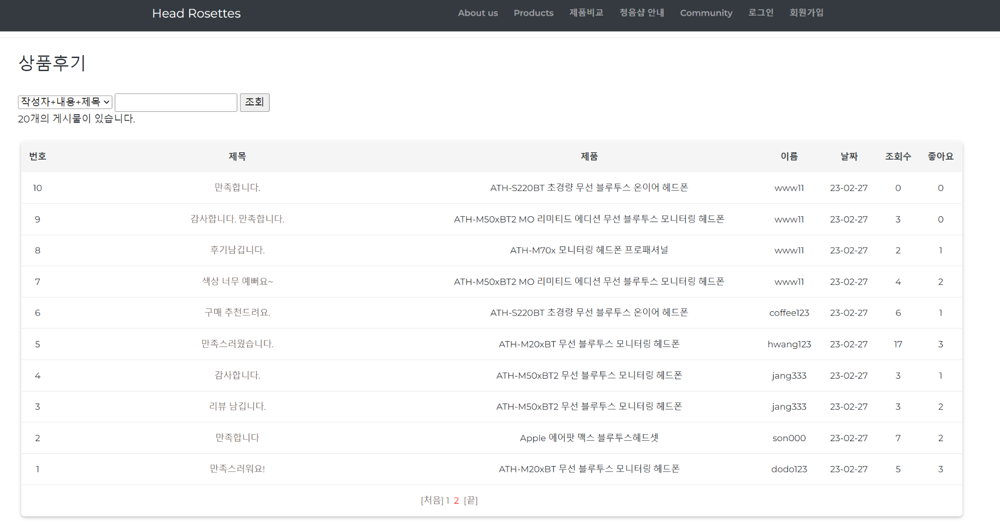 Head Rosettes About us Products 제품비교 청음샵 안내 Community 로그인 회원가입
상품후기
작성자+내용+제목 조회
20개의 게시물이 있습니다.
번호 제목 제품 이름 날짜 조회수 좋아요
10 만족합니다. ATH-S220BT 초경량 무선 블루투스 온이어 헤드폰 www11 23-02-27 0 0
9 감사합니다. 만족합니다. ATH-M50xBT2 MO 리미티드 에디션 무선 블루투스 모니터링 헤드폰 www11 23-02-27 3 0
8 후기남깁니다. ATH-M70x 모니터링 헤드폰 프로패셔널 www11 23-02-27 2 1
7 색상 너무 예뻐요~ ATH-M50xBT2 MO 리미티드 에디션 무선 블루투스 모니터링 헤드폰 www11 23-02-27 4 2
6 구매 추천드려요. ATH-S220BT 초경량 무선 블루투스 온이어 헤드폰 coffee123 23-02-27 6 1
5 만족스러웠습니다. ATH-M20xBT 무선 블루투스 모니터링 헤드폰 hwang123 23-02-27 17 3
4 감사합니다. ATH-M50xBT2 무선 블루투스 모니터링 헤드폰 jang333 23-02-27 3 1
3 리뷰 남깁니다. ATH-M50xBT2 무선 블루투스 모니터링 헤드폰 jang333 23-02-27 3 2
2 만족합니다 Apple 에어팟 맥스 블루투스헤드셋 son000 23-02-27 7 2
1 만족스러워요! ATH-M20xBT 무선 블루투스 모니터링 헤드폰 dodo123 23-02-27 5 3
[처음] 1 2 [끝]